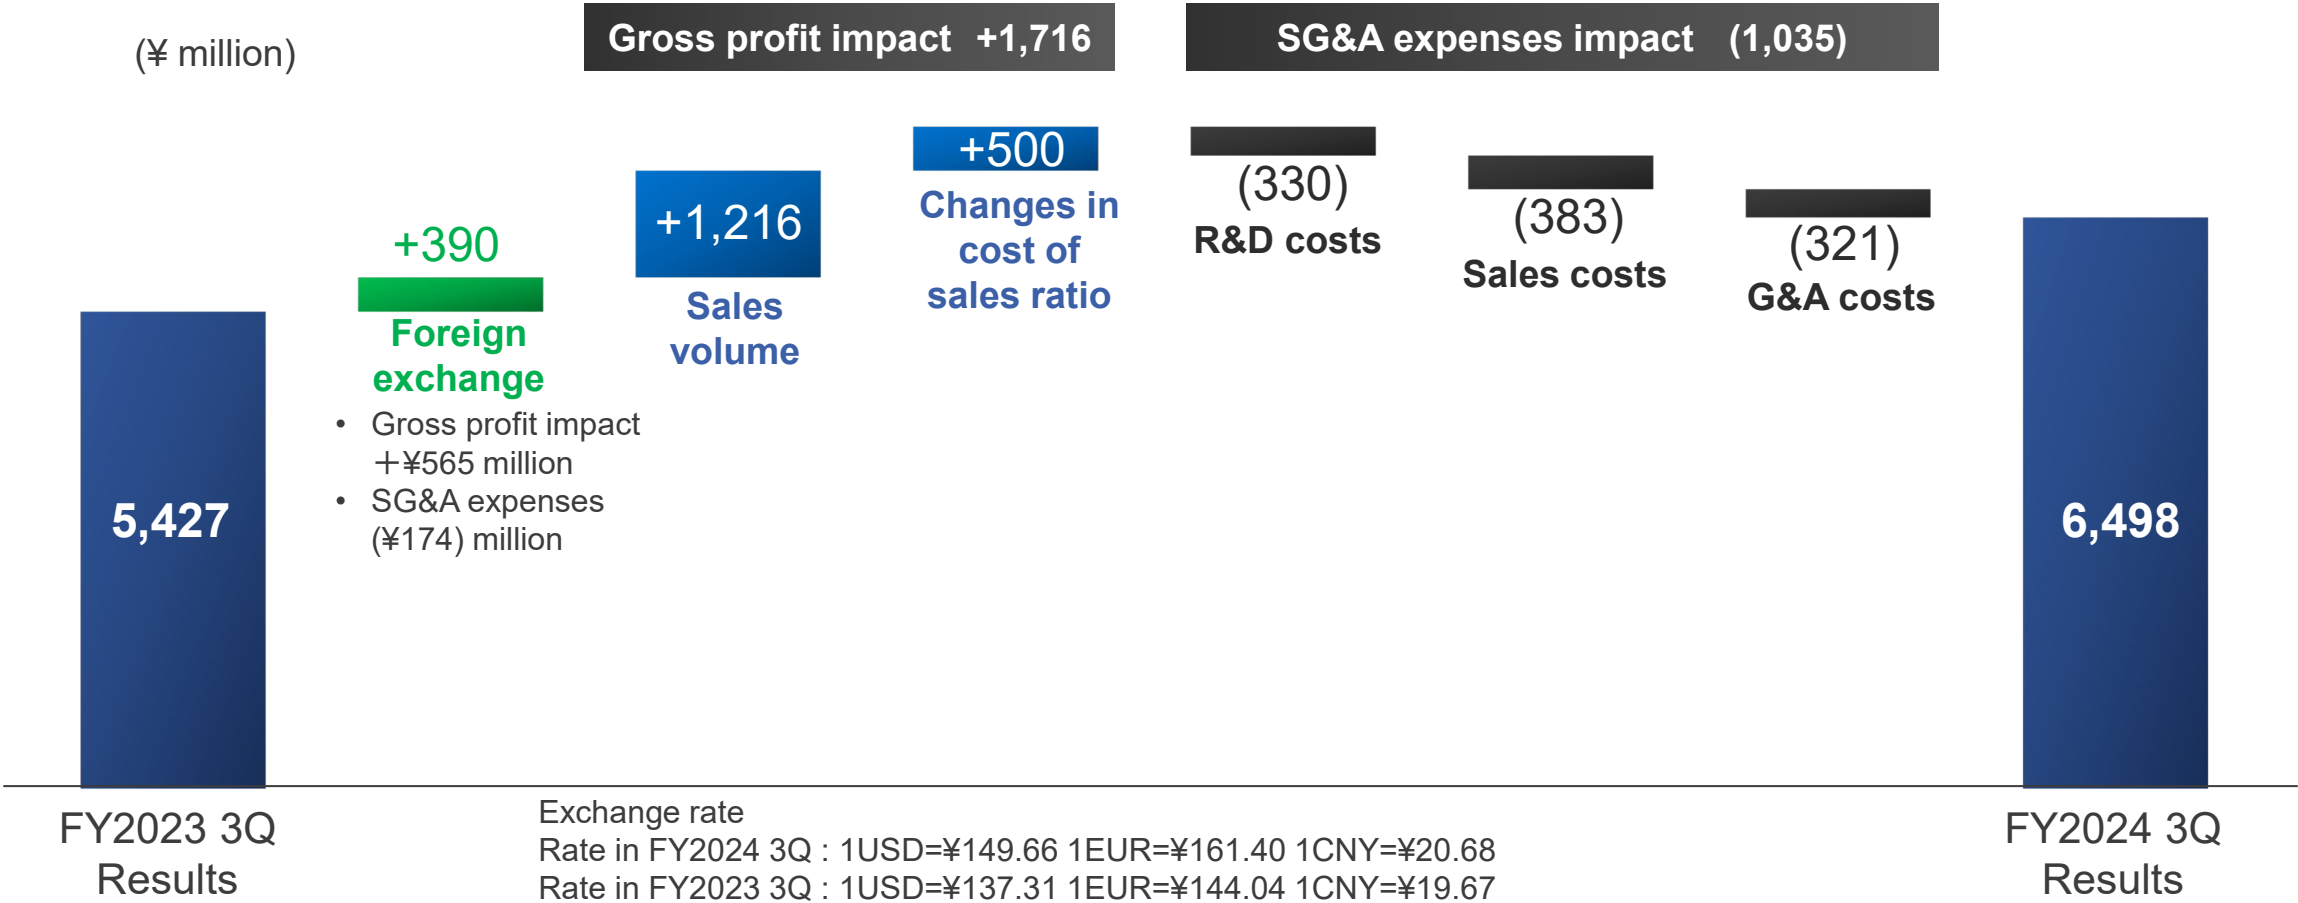 (¥ million)
Gross profit impact +1,716
SG&A expenses impact (1,035)
5,427
FY2023 3Q
Results
+390
Foreign
exchange
• Gross profit impact
＋¥565 million
• SG&A expenses
(¥174) million
+1,216
Sales
volume
+500
Changes in
cost of
sales ratio
(330)
R&D costs
(383)
Sales costs
(321)
G&A costs
6,498
FY2024 3Q
Results
Exchange rate
Rate in FY2024 3Q : 1USD=¥149.66 1EUR=¥161.40 1CNY=¥20.68
Rate in FY2023 3Q : 1USD=¥137.31 1EUR=¥144.04 1CNY=¥19.67